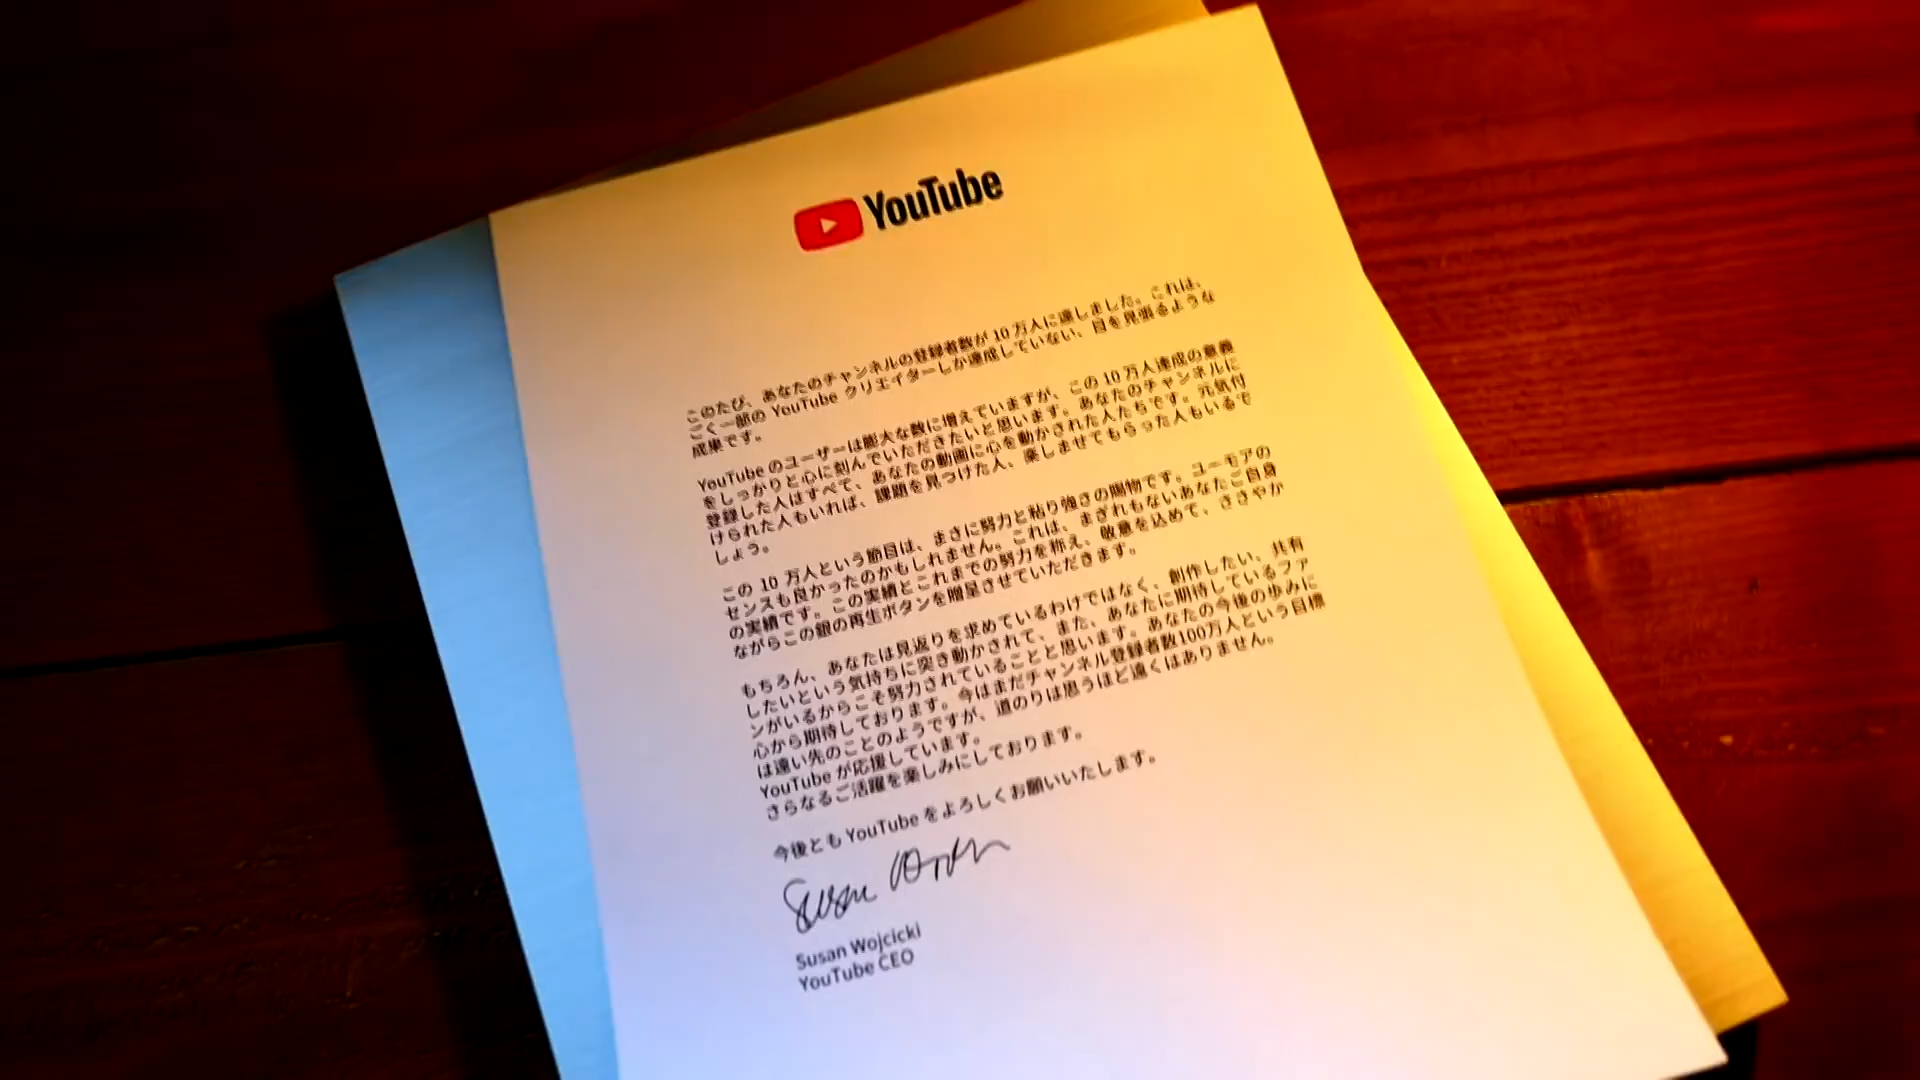 YouTube
このたび、あなたのチャンネルの登録者数が 10 万人に達しました。これは、
ごく一部の YouTube クリエイターしか達成していない、目を見張るような
成果です。
YouTube のユーザーは膨大な数に増えていますが、この 10 万人達成の意義
をしっかりと心に刻んでいただきたいと思います。あなたのチャンネルに
登録した人はすべて、あなたの動画に心を動かされた人たちです。元気付
けられた人もいれば、課題を見つけた人、楽しませてもらった人もいるで
しょう。
この 10 万人という節目は、まさに努力と粘り強さの賜物です。ユーモアの
センスも良かったのかもしれません。これは、まぎれもないあなたご自身
の実績です。この実績とこれまでの努力を称え、敬意を込めて、ささやか
ながらこの銀の再生ボタンを贈呈させていただきます。
もちろん、あなたは見返りを求めているわけではなく、創作したい、共有
したいという気持ちに突き動かされて、また、あなたに期待しているファ
ンがいるからこそ努力されていることと思います。あなたの今後の歩みに
心から期待しております。今はまだチャンネル登録者数100万人という目標
は遠い先のことのようですが、道のりは思うほど遠くはありません。
YouTube が応援しています。
さらなるご活躍を楽しみにしております。
今後とも YouTube をよろしくお願いいたします。
Susan Wojcicki
YouTube CEO